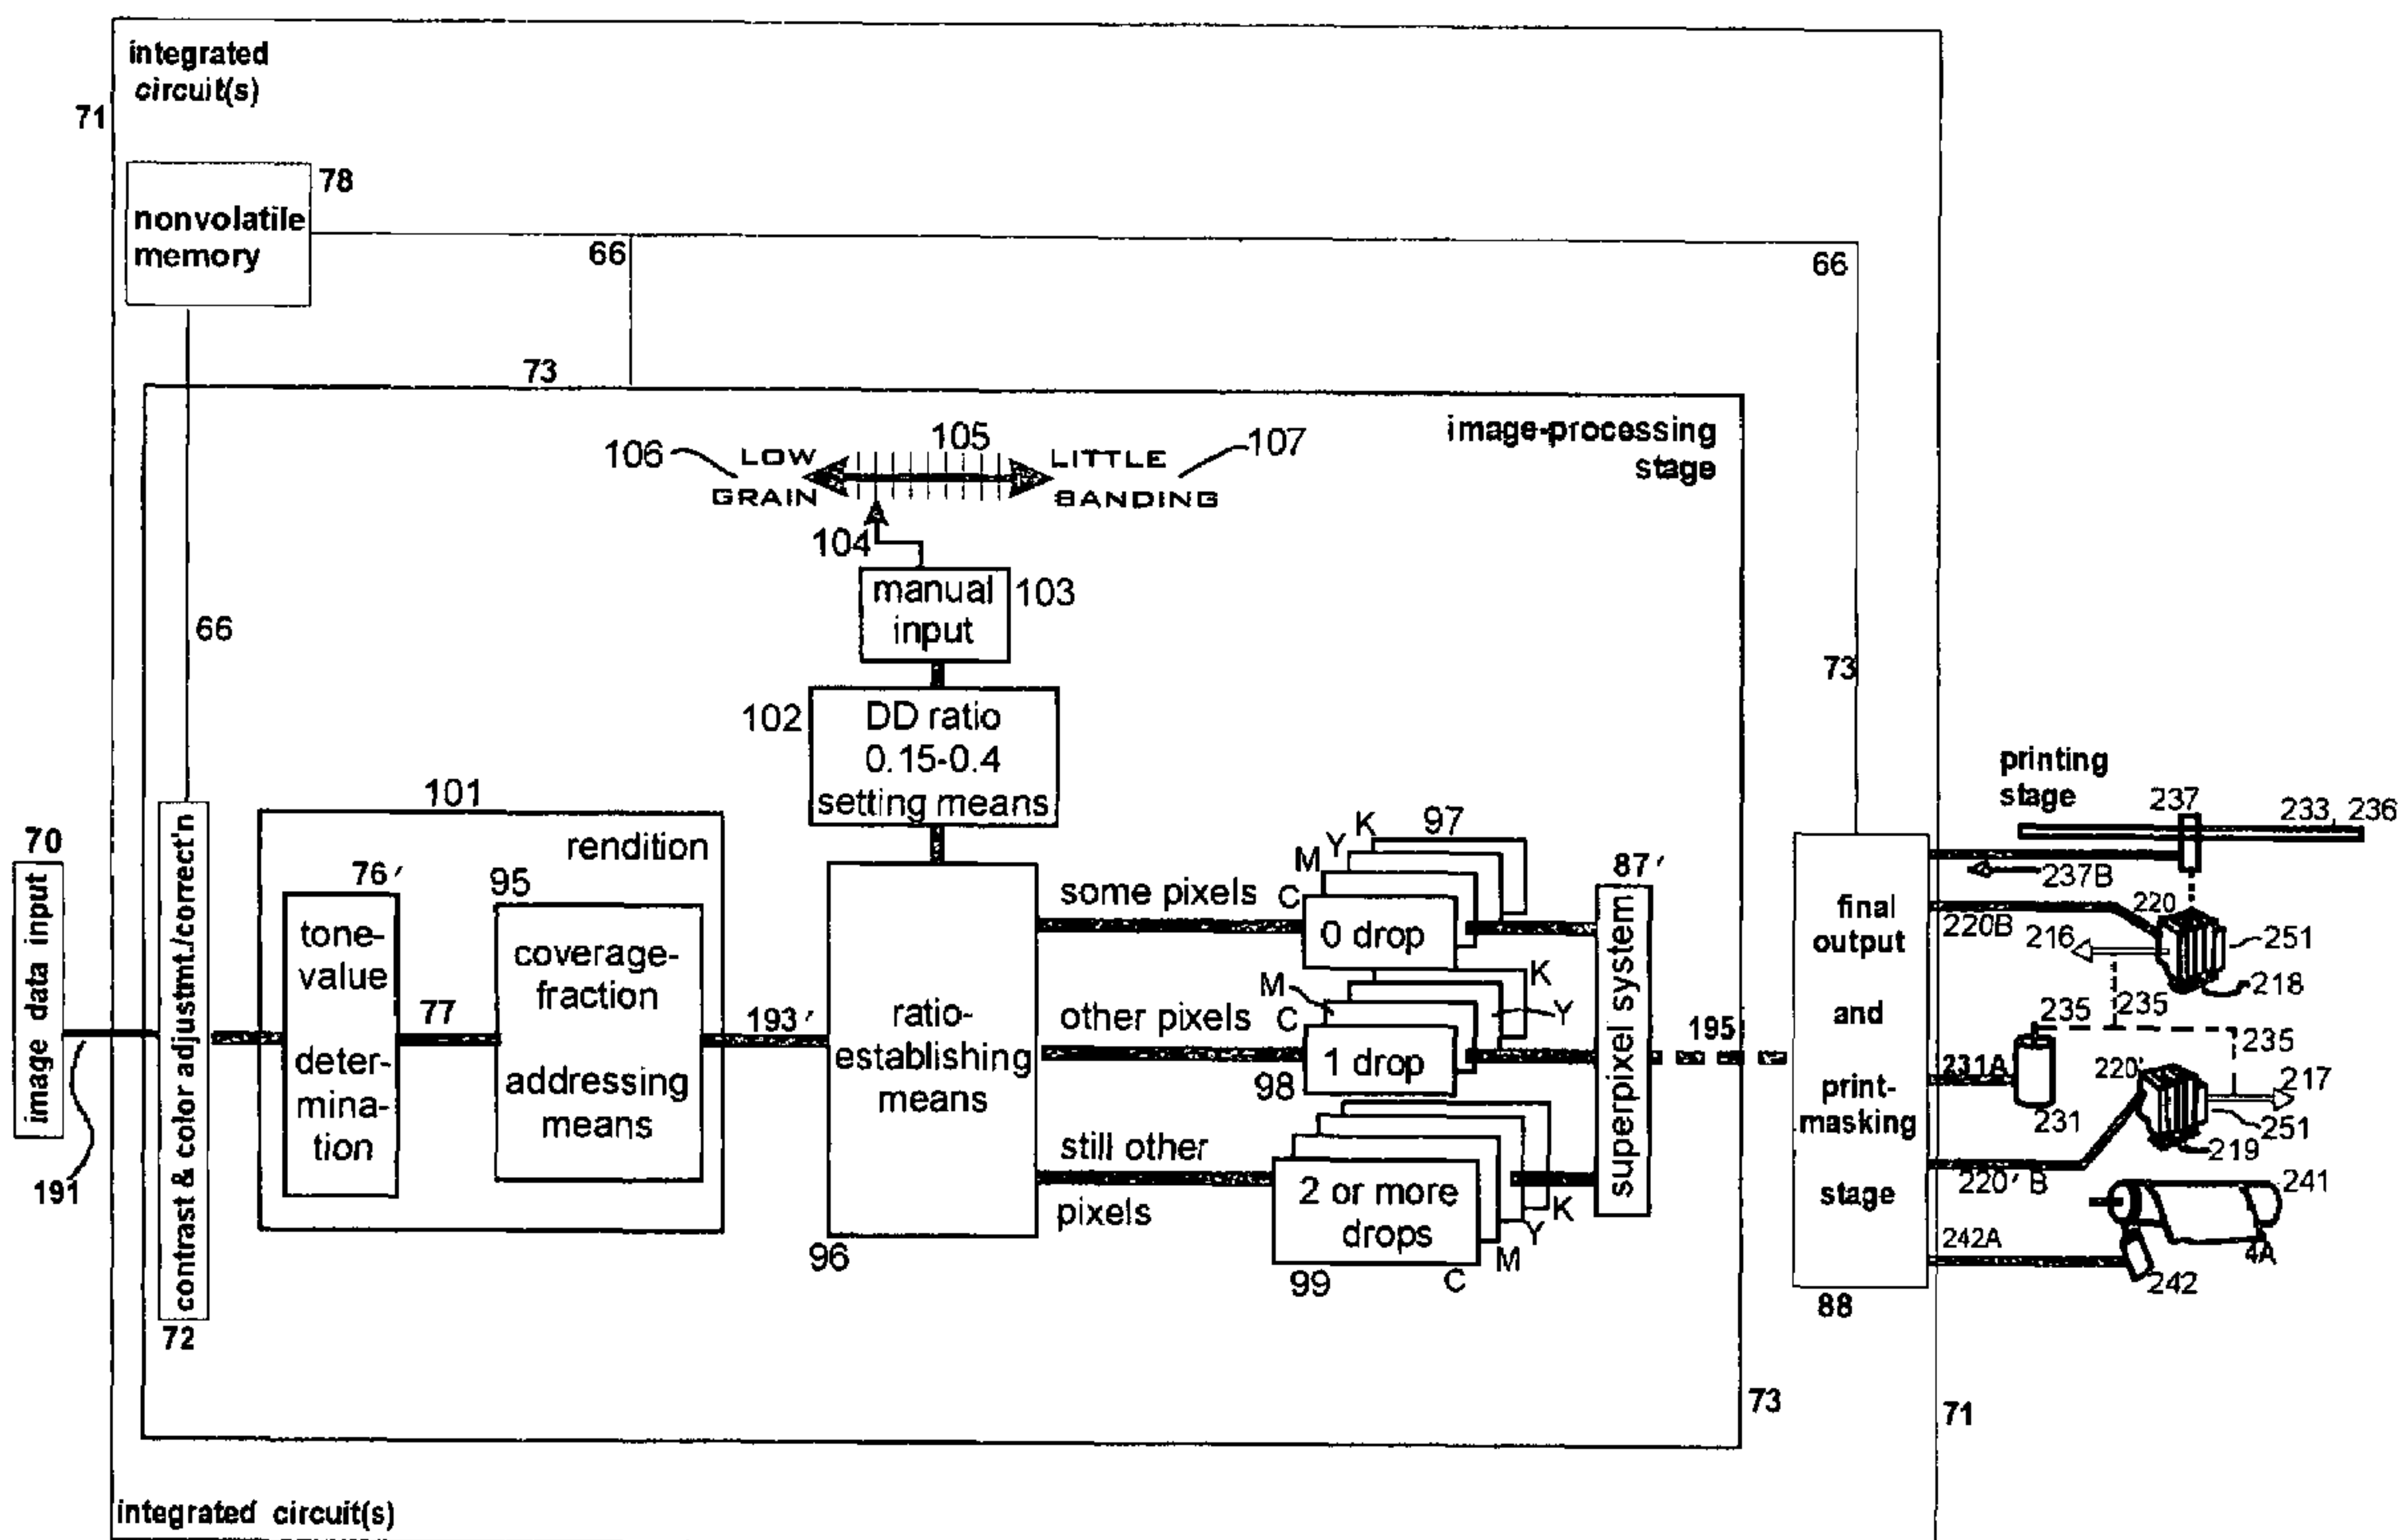 integrated
circuit(s)
71
78
nonvolatile
memory
66
66
73
66
image-processing
stage
106
LOW
GRAIN
105
LITTLE
BANDING
107
104
manual
input
103
102
DD ratio
0.15-0.4
setting means
73
70
image data input
191
contrast & color adjustmt./correct'n
72
101
rendition
76′
tone-
value
deter-
mina-
tion
77
95
coverage-
fraction
addressing
means
193′
ratio-
establishing
means
96
some pixels
C
M
Y
K
97
0 drop
other pixels
M
C
K
Y
1 drop
98
still other
pixels
2 or more
drops
99
C
M
Y
K
87′
superpixel system
195
73
71
final
output
and
print-
masking
stage
88
printing
stage
237
233, 236
237B
220
220B
216
251
218
235
235
235
231A
231
220'
217
251
219
220' B
241
242A
4A
242
integrated circuit(s)